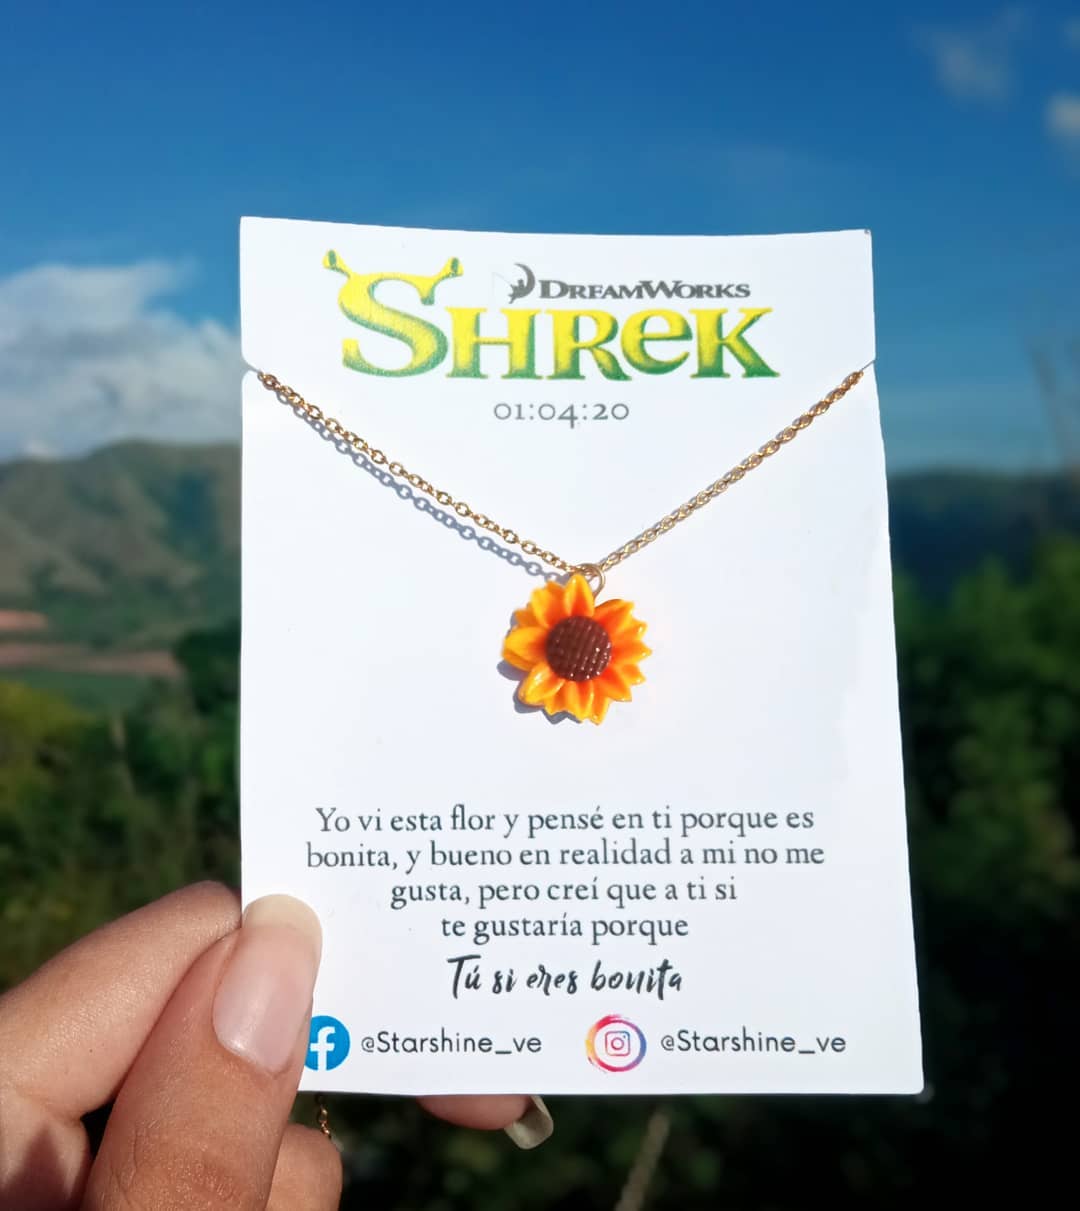 DREAMWORKS
SHREK
01:04:20
Yo vi esta flor y pensé en ti porque es
bonita, y bueno en realidad a mi no me
gusta, pero creí que a ti si
te gustaría porque
Tú si eres bonita
@Starshine_ve @Starshine_ve